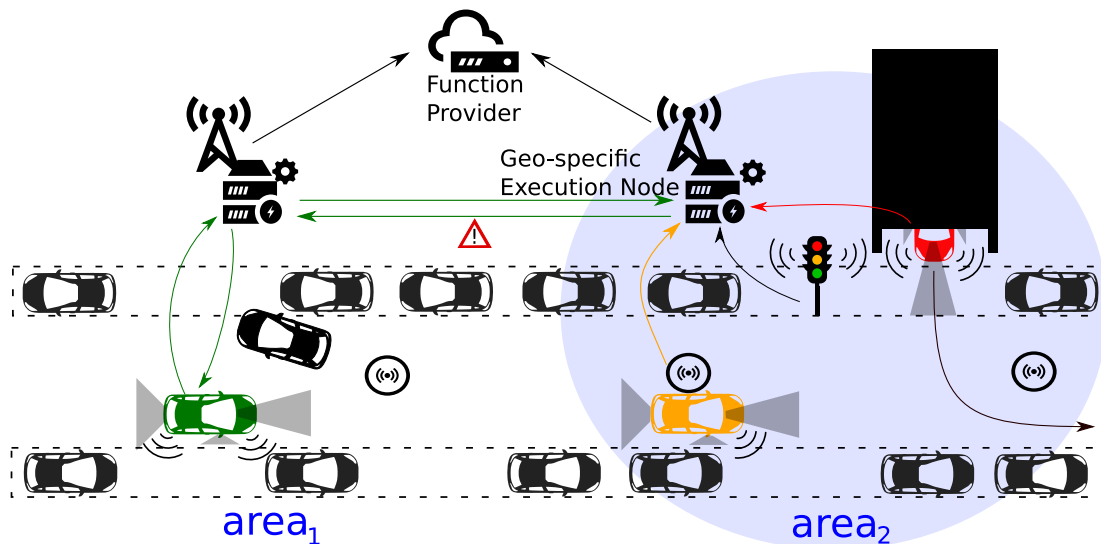 Function
Provider
Geo-specific
Execution Node
!
area1
area2